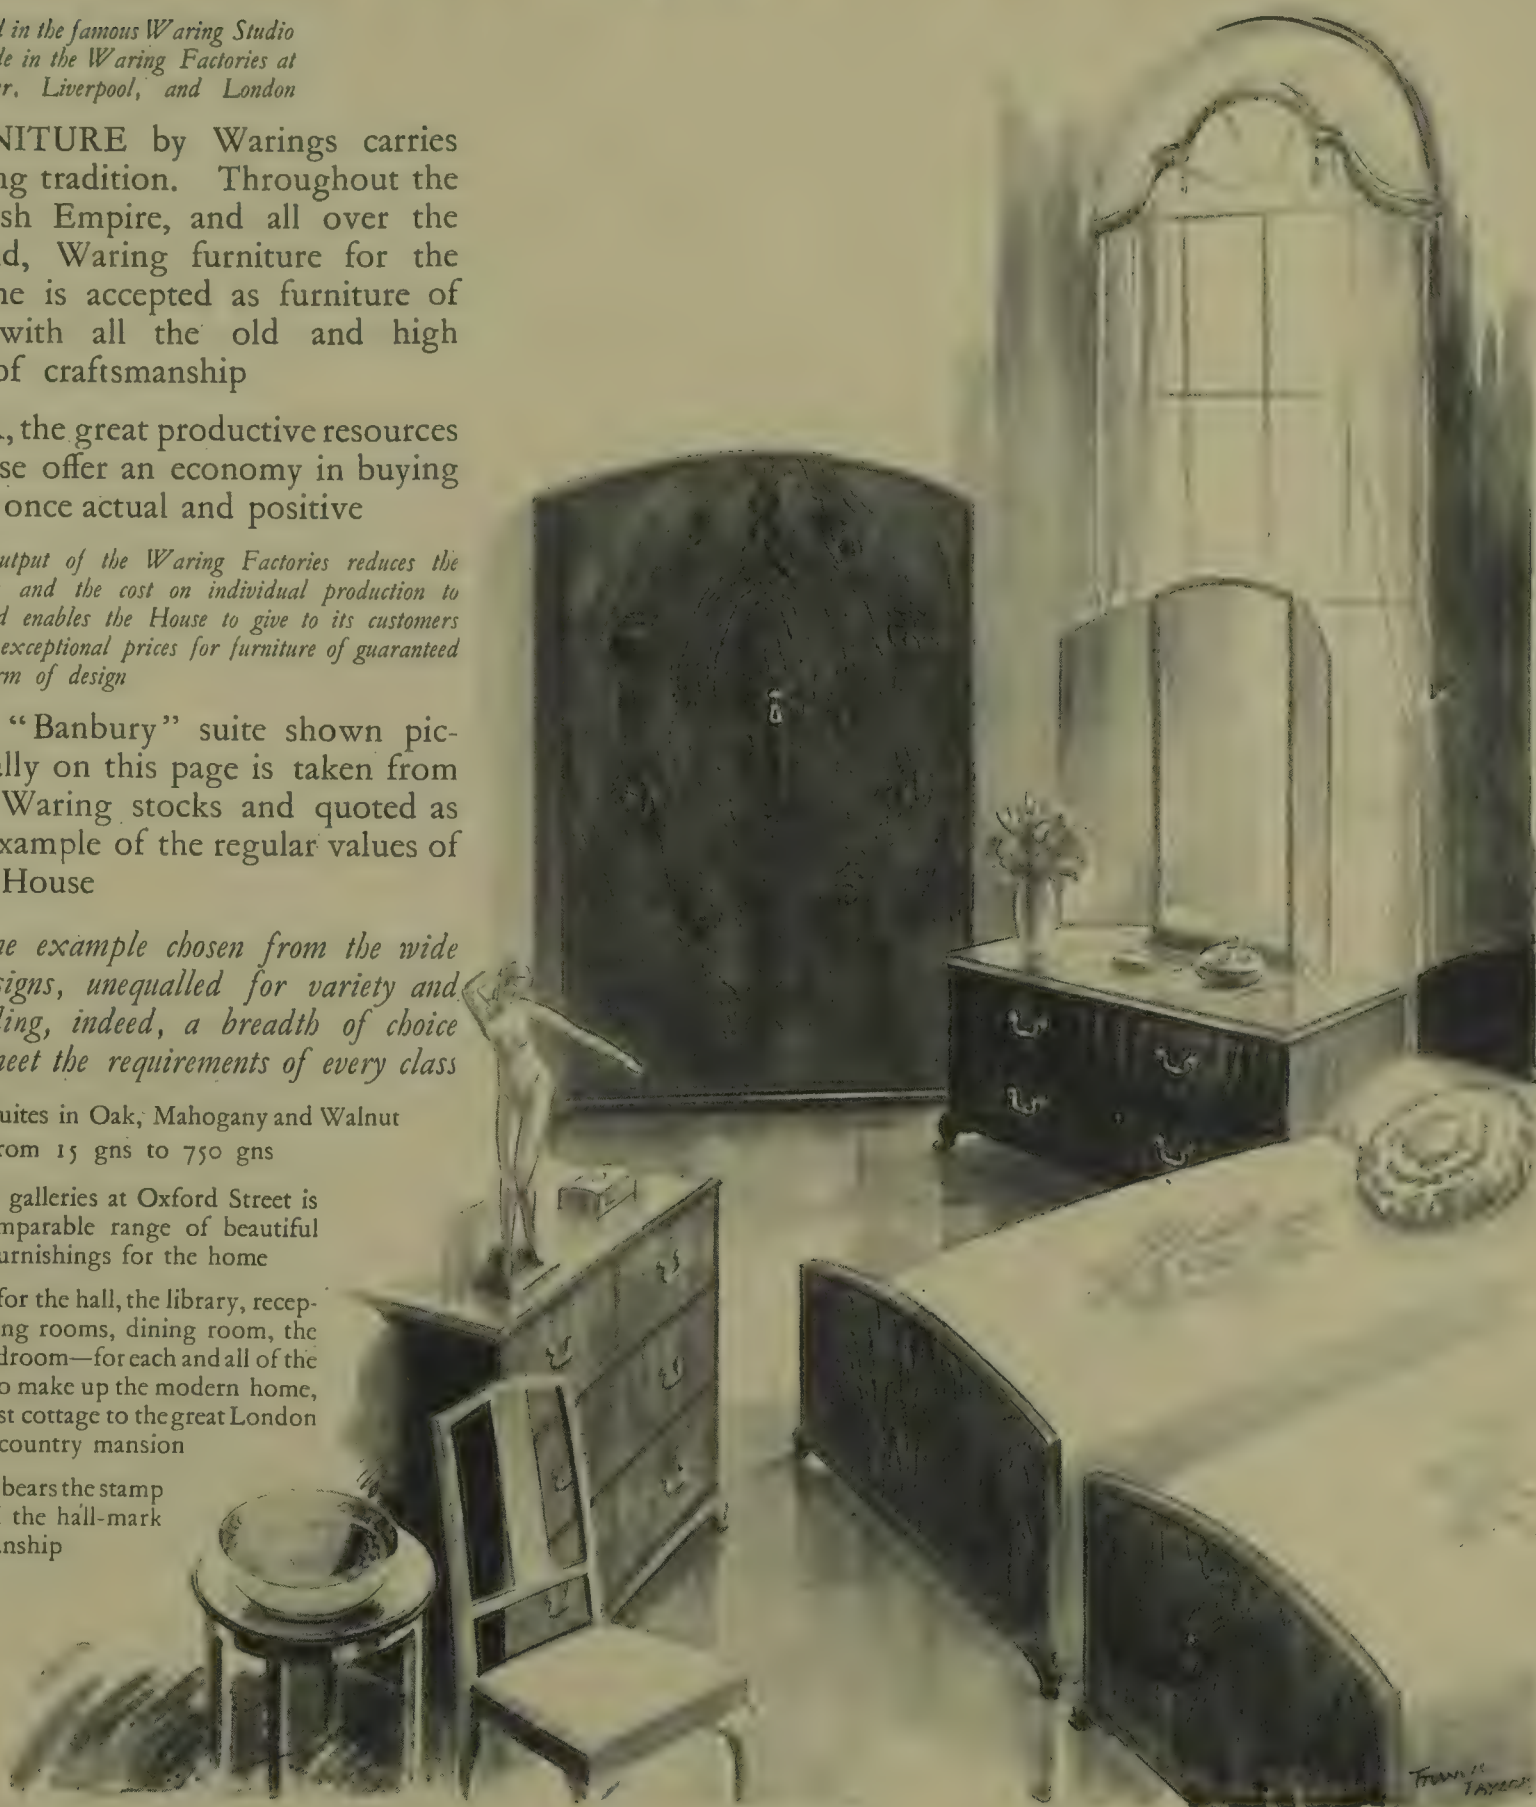 in the famous Waring Studio
in the Waring Factories at
Liverpool, and London
NITURE by Warings carries
ng tradition. Throughout the
sh Empire, and all over the
d, Waring furniture for the
ne is accepted as furniture of
with all the old and high
of craftsmanship
, the great productive resources
se offer an economy in buying
once actual and positive
utput of the Waring Factories reduces the
and the cost on individual production to
d enables the House to give to its customers
exceptional prices for furniture of guaranteed
rm of design
“Banbury” suite shown pic-
lly on this page is taken from
Waring stocks and quoted as
xample of the regular values of
House
ne example chosen from the wide
signs, unequalled for variety and
ling, indeed, a breadth of choice
meet the requirements of every class
uites in Oak, Mahogany and Walnut
rom 15 gns to 750 gns
galleries at Oxford Street is
mparable range of beautiful
urnishings for the home
for the hall, the library, recep-
ng rooms, dining room, the
droom—for each and all of the
o make up the modern home,
st cottage to the great London
country mansion
bears the stamp
the hall-mark
nship